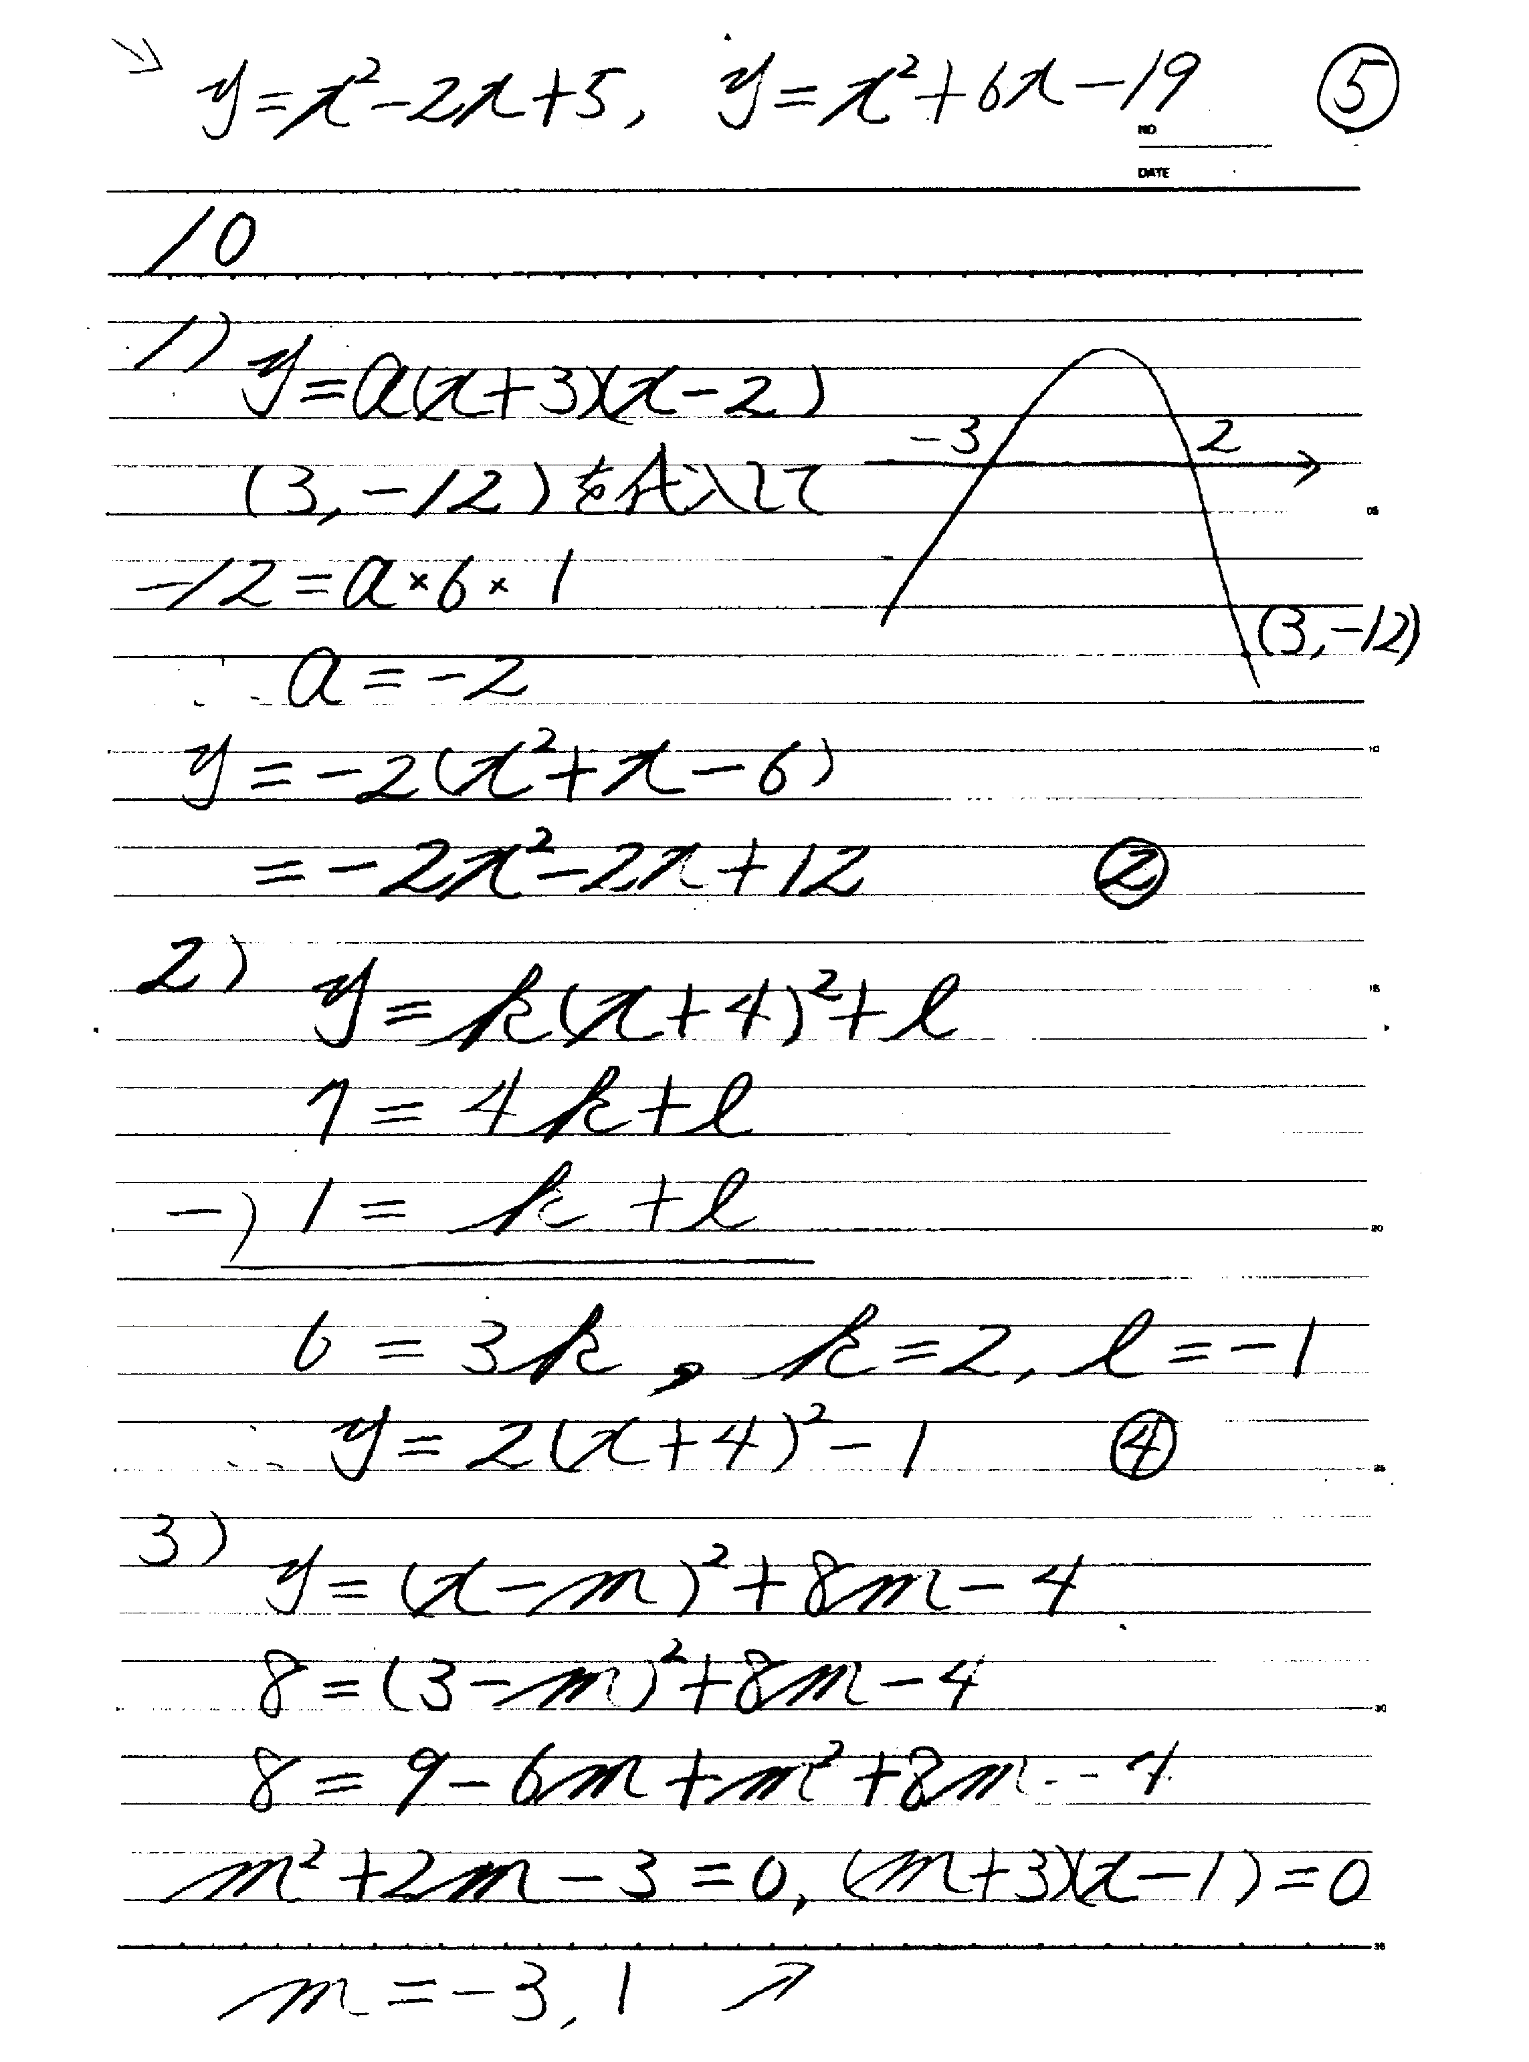 y=x²-2x+5, y=x²+6x-19 ⑤
NO
DATE
10
1) y=a(x+3)(x-2)
-3 2
(3,-12)を代入して
-12=a×6×1
(3,-12)
∴ a=-2
y=-2(x²+x-6)
=-2x²-2x+12 ②
2) y=k(x+4)²+l
7=4k+l
-) 1= k+l
6=3k, k=2, l=-1
∴ y=2(x+4)²-1 ④
3) y=(x-m)²+8m-4
8=(3-m)²+8m-4
8=9-6m+m²+8m-4
m²+2m-3=0, (m+3)(x-1)=0
m=-3, 1